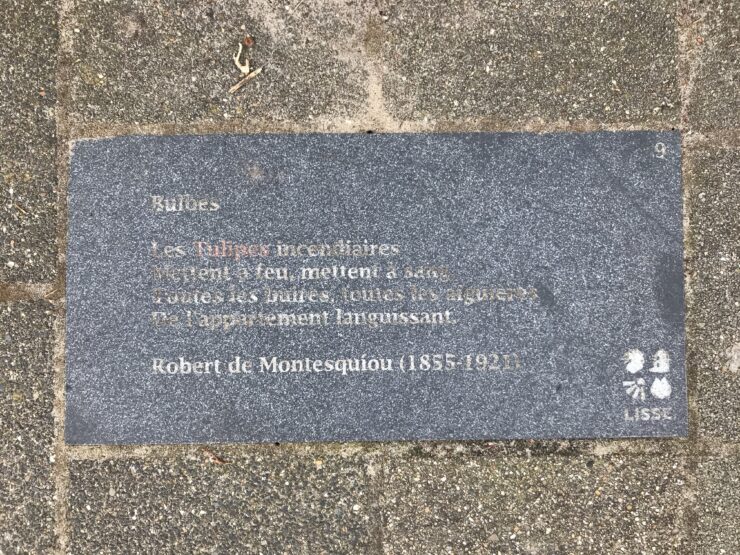 9
Bulbes
Les Tulipes incendiaires
Mettent à feu, mettent à sang
Toutes les buires, toutes les aiguières
De l'appartement languissant.
Robert de Montesquiou (1855-1921)
LISSE